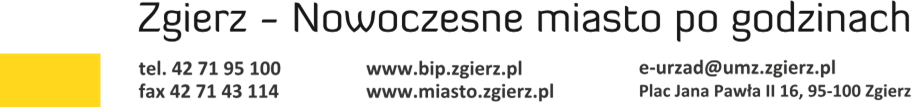 Zgierz – Nowoczesne miasto po godzinach
tel. 42 71 95 100 www.bip.zgierz.pl e-urzad@umz.zgierz.pl
fax 42 71 43 114 www.miasto.zgierz.pl Plac Jana Pawła II 16, 95-100 Zgierz